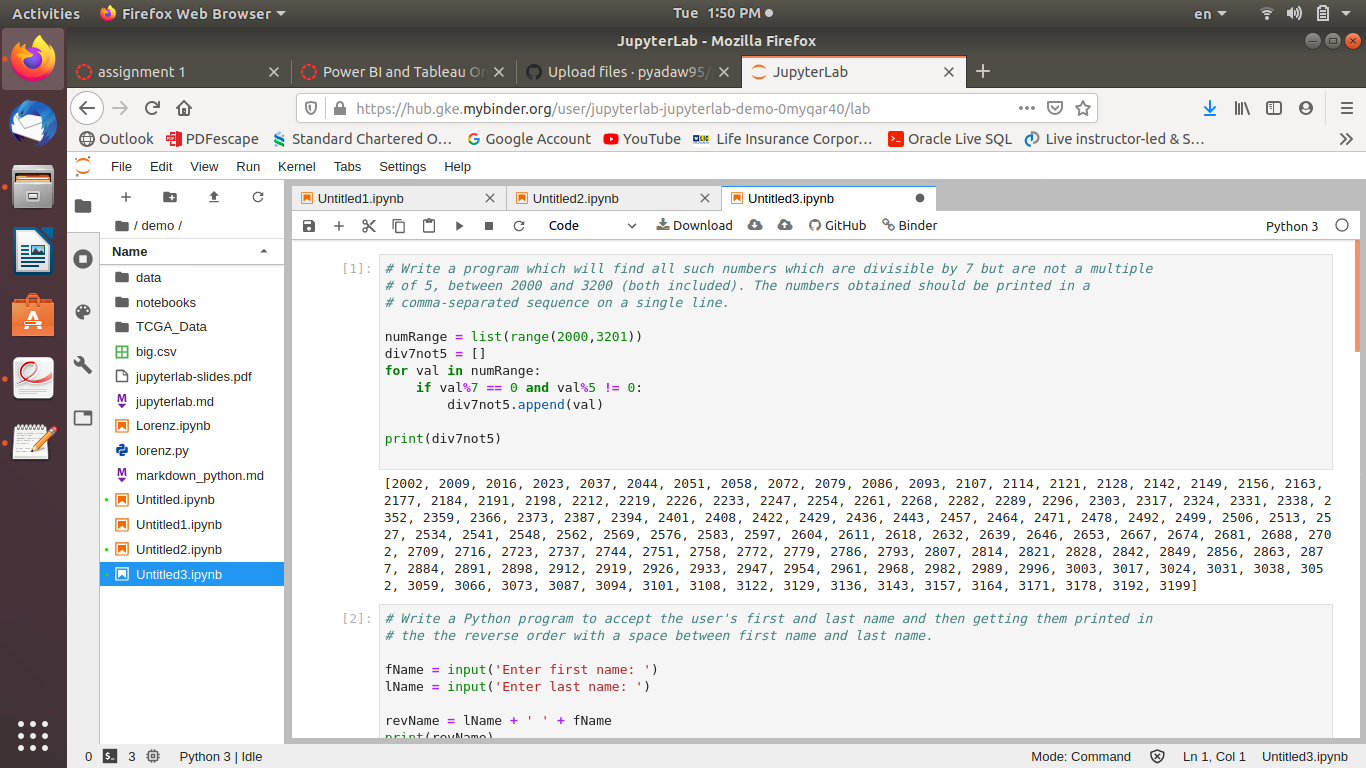 Activities Firefox Web Browser Tue 1:50 PM en
JupyterLab - Mozilla Firefox
assignment 1 Power BI and Tableau Or Upload files · pyadaw95/ JupyterLab
https://hub.gke.mybinder.org/user/jupyterlab-jupyterlab-demo-0myqar40/lab
Outlook PDFescape Standard Chartered O… Google Account YouTube LIC Life Insurance Corpor… Oracle Live SQL Live instructor-led & S…
File Edit View Run Kernel Tabs Settings Help
Untitled1.ipynb Untitled2.ipynb Untitled3.ipynb
/ demo / Code Download GitHub Binder Python 3
Name
data
notebooks
TCGA_Data
big.csv
jupyterlab-slides.pdf
jupyterlab.md
Lorenz.ipynb
lorenz.py
markdown_python.md
Untitled.ipynb
Untitled1.ipynb
Untitled2.ipynb
Untitled3.ipynb
[1]: # Write a program which will find all such numbers which are divisible by 7 but are not a multiple
# of 5, between 2000 and 3200 (both included). The numbers obtained should be printed in a
# comma-separated sequence on a single line.
numRange = list(range(2000,3201))
div7not5 = []
for val in numRange:
    if val%7 == 0 and val%5 != 0:
        div7not5.append(val)
print(div7not5)
[2002, 2009, 2016, 2023, 2037, 2044, 2051, 2058, 2072, 2079, 2086, 2093, 2107, 2114, 2121, 2128, 2142, 2149, 2156, 2163,
2177, 2184, 2191, 2198, 2212, 2219, 2226, 2233, 2247, 2254, 2261, 2268, 2282, 2289, 2296, 2303, 2317, 2324, 2331, 2338, 2
352, 2359, 2366, 2373, 2387, 2394, 2401, 2408, 2422, 2429, 2436, 2443, 2457, 2464, 2471, 2478, 2492, 2499, 2506, 2513, 25
27, 2534, 2541, 2548, 2562, 2569, 2576, 2583, 2597, 2604, 2611, 2618, 2632, 2639, 2646, 2653, 2667, 2674, 2681, 2688, 270
2, 2709, 2716, 2723, 2737, 2744, 2751, 2758, 2772, 2779, 2786, 2793, 2807, 2814, 2821, 2828, 2842, 2849, 2856, 2863, 287
7, 2884, 2891, 2898, 2912, 2919, 2926, 2933, 2947, 2954, 2961, 2968, 2982, 2989, 2996, 3003, 3017, 3024, 3031, 3038, 305
2, 3059, 3066, 3073, 3087, 3094, 3101, 3108, 3122, 3129, 3136, 3143, 3157, 3164, 3171, 3178, 3192, 3199]
[2]: # Write a Python program to accept the user's first and last name and then getting them printed in
# the the reverse order with a space between first name and last name.
fName = input('Enter first name: ')
lName = input('Enter last name: ')
revName = lName + ' ' + fName
print(revName)
0 3 Python 3 | Idle Mode: Command Ln 1, Col 1 Untitled3.ipynb